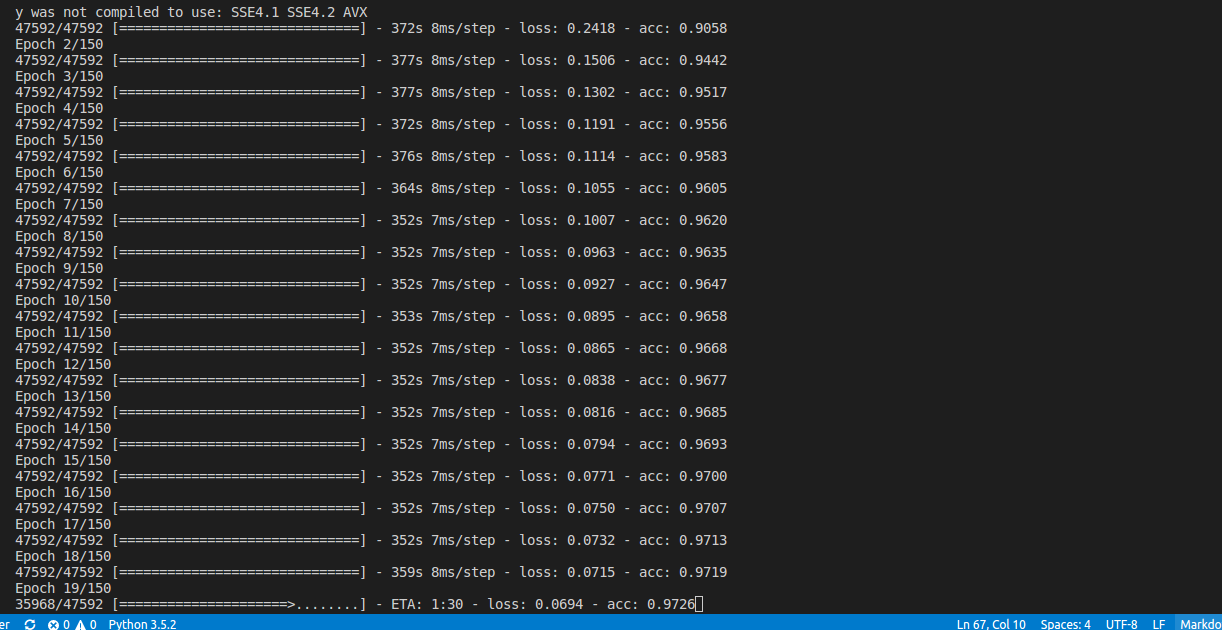 y was not compiled to use: SSE4.1 SSE4.2 AVX
47592/47592 [==============================] - 372s 8ms/step - loss: 0.2418 - acc: 0.9058
Epoch 2/150
47592/47592 [==============================] - 377s 8ms/step - loss: 0.1506 - acc: 0.9442
Epoch 3/150
47592/47592 [==============================] - 377s 8ms/step - loss: 0.1302 - acc: 0.9517
Epoch 4/150
47592/47592 [==============================] - 372s 8ms/step - loss: 0.1191 - acc: 0.9556
Epoch 5/150
47592/47592 [==============================] - 376s 8ms/step - loss: 0.1114 - acc: 0.9583
Epoch 6/150
47592/47592 [==============================] - 364s 8ms/step - loss: 0.1055 - acc: 0.9605
Epoch 7/150
47592/47592 [==============================] - 352s 7ms/step - loss: 0.1007 - acc: 0.9620
Epoch 8/150
47592/47592 [==============================] - 352s 7ms/step - loss: 0.0963 - acc: 0.9635
Epoch 9/150
47592/47592 [==============================] - 352s 7ms/step - loss: 0.0927 - acc: 0.9647
Epoch 10/150
47592/47592 [==============================] - 353s 7ms/step - loss: 0.0895 - acc: 0.9658
Epoch 11/150
47592/47592 [==============================] - 352s 7ms/step - loss: 0.0865 - acc: 0.9668
Epoch 12/150
47592/47592 [==============================] - 352s 7ms/step - loss: 0.0838 - acc: 0.9677
Epoch 13/150
47592/47592 [==============================] - 352s 7ms/step - loss: 0.0816 - acc: 0.9685
Epoch 14/150
47592/47592 [==============================] - 352s 7ms/step - loss: 0.0794 - acc: 0.9693
Epoch 15/150
47592/47592 [==============================] - 352s 7ms/step - loss: 0.0771 - acc: 0.9700
Epoch 16/150
47592/47592 [==============================] - 352s 7ms/step - loss: 0.0750 - acc: 0.9707
Epoch 17/150
47592/47592 [==============================] - 352s 7ms/step - loss: 0.0732 - acc: 0.9713
Epoch 18/150
47592/47592 [==============================] - 359s 8ms/step - loss: 0.0715 - acc: 0.9719
Epoch 19/150
35968/47592 [=====================>........] - ETA: 1:30 - loss: 0.0694 - acc: 0.9726
er 0 0 Python 3.5.2 Ln 67, Col 10 Spaces: 4 UTF-8 LF Markdo